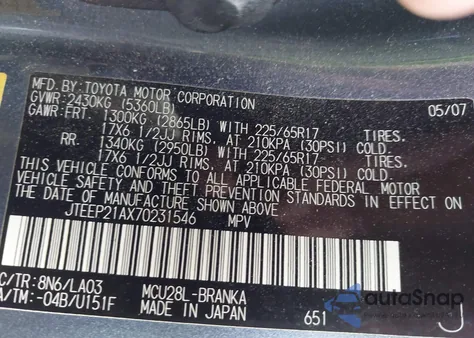 MFD. BY: TOYOTA MOTOR CORPORATION 05/07
GVWR: 2430KG (5360LB)
GAWR: FRT 1300KG (2865LB) WITH 225/65R17 TIRES.
17X6 1/2JJ RIMS, AT 210KPA (30PSI) COLD.
RR. 1340KG (2950LB) WITH 225/65R17 TIRES.
17X6 1/2JJ RIMS, AT 210KPA (30PSI) COLD.
THIS VEHICLE CONFORMS TO ALL APPLICABLE FEDERAL MOTOR
VEHICLE SAFETY AND THEFT PREVENTION STANDARDS IN EFFECT ON
THE DATE OF MANUFACTURE SHOWN ABOVE.
JTEEP21AX70231546 MPV
C/TR: 8N6/LA03 MCU28L-BRANKA
A/TM: -04B/U151F MADE IN JAPAN 651 J
autoSnap